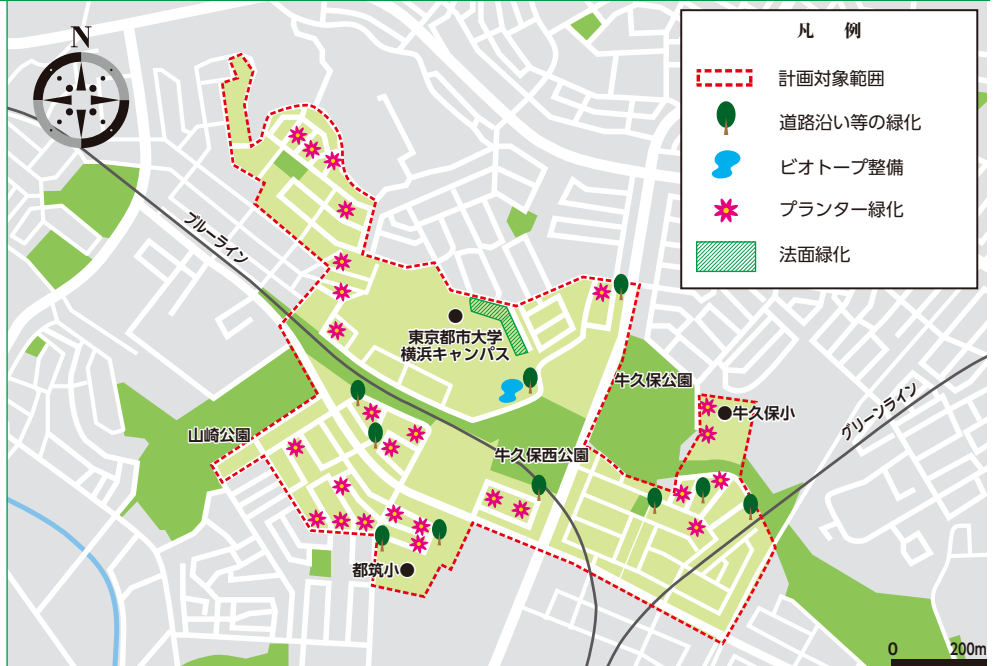 N
凡 例
計画対象範囲
道路沿い等の緑化
ビオトープ整備
プランター緑化
法面緑化
ブルーライン
東京都市大学
横浜キャンパス
牛久保公園
牛久保小
グリーンライン
山崎公園
牛久保西公園
都筑小
0 200m